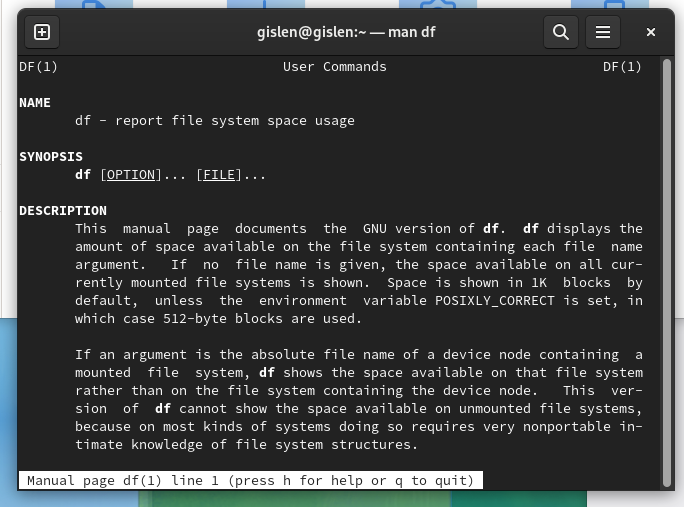 gislen@gislen:~ — man df
DF(1) User Commands DF(1)
NAME
df - report file system space usage
SYNOPSIS
df [OPTION]... [FILE]...
DESCRIPTION
This manual page documents the GNU version of df. df displays the
amount of space available on the file system containing each file name
argument. If no file name is given, the space available on all cur-
rently mounted file systems is shown. Space is shown in 1K blocks by
default, unless the environment variable POSIXLY_CORRECT is set, in
which case 512-byte blocks are used.
If an argument is the absolute file name of a device node containing a
mounted file system, df shows the space available on that file system
rather than on the file system containing the device node. This ver-
sion of df cannot show the space available on unmounted file systems,
because on most kinds of systems doing so requires very nonportable in-
timate knowledge of file system structures.
Manual page df(1) line 1 (press h for help or q to quit)